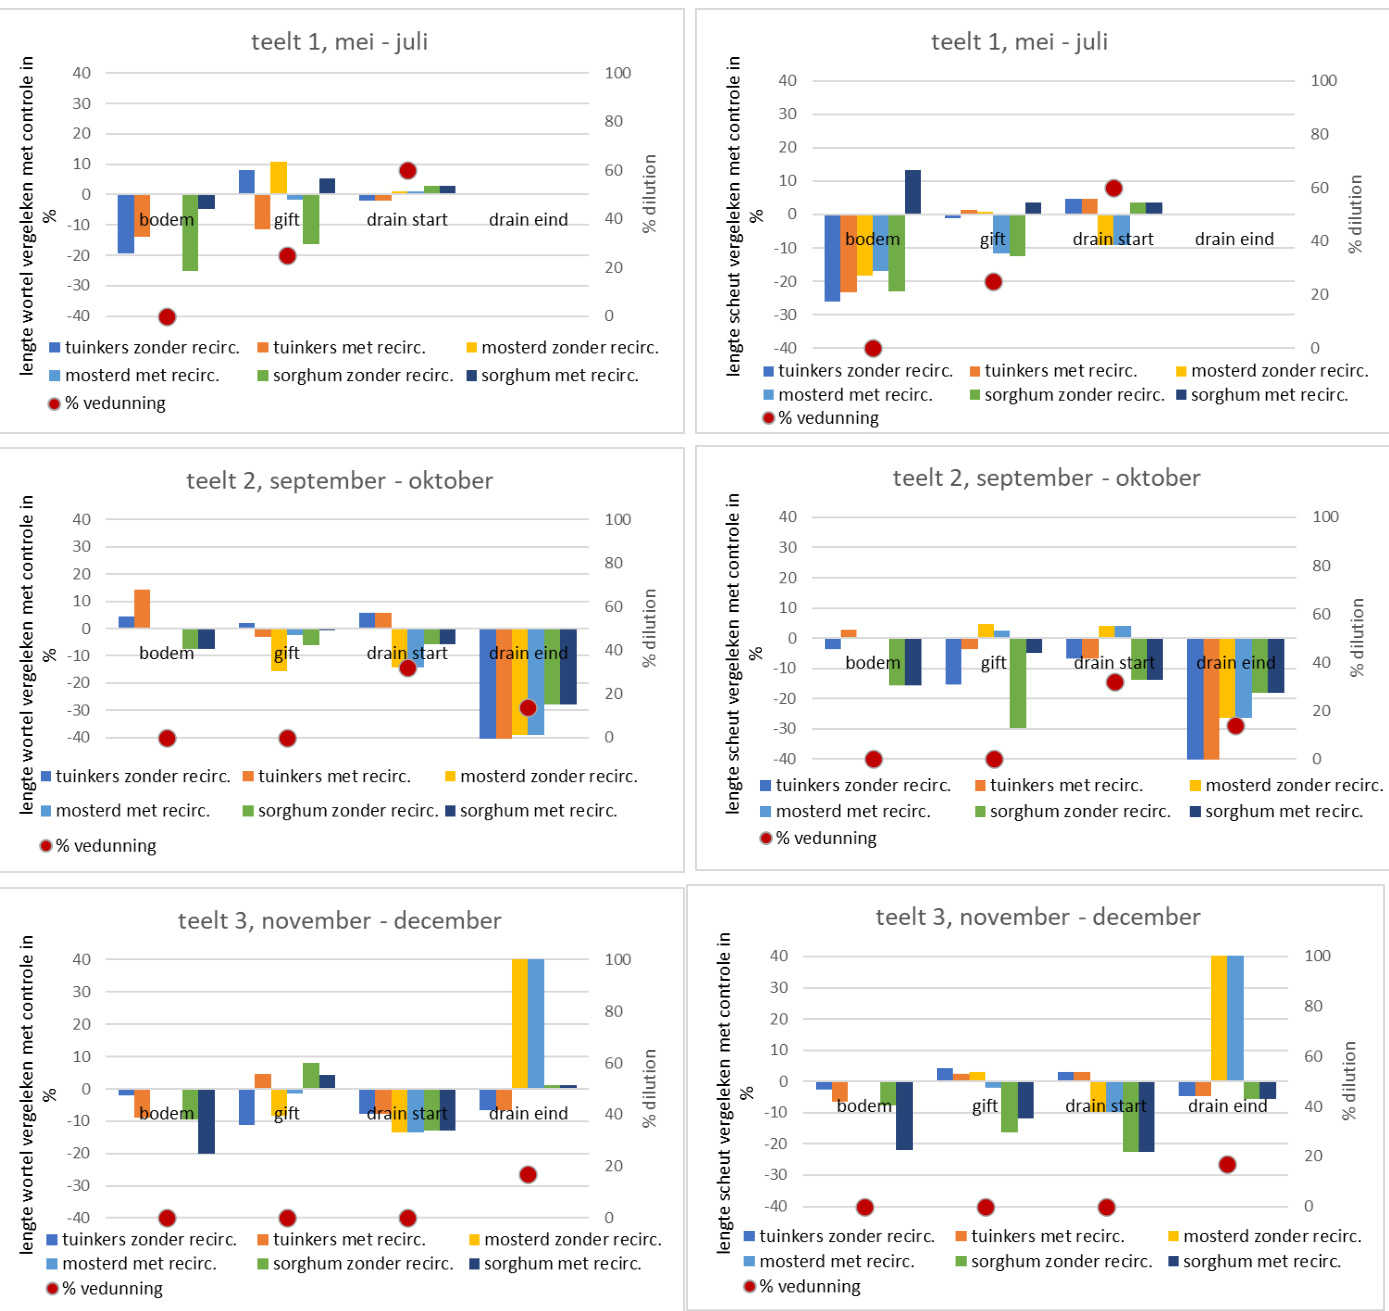 teelt 1, mei - juli
lengte wortel vergeleken met controle in
%
40
30
20
10
0
-10
-20
-30
-40
100
80
60
40
20
0
% dilution
bodem
gift
drain start
drain eind
tuinkers zonder recirc.
tuinkers met recirc.
mosterd zonder recirc.
mosterd met recirc.
sorghum zonder recirc.
sorghum met recirc.
% vedunning
teelt 1, mei - juli
lengte scheut vergeleken met controle in
%
40
30
20
10
0
-10
-20
-30
-40
100
80
60
40
20
0
% dilution
bodem
gift
drain start
drain eind
tuinkers zonder recirc.
tuinkers met recirc.
mosterd zonder recirc.
mosterd met recirc.
sorghum zonder recirc.
sorghum met recirc.
% vedunning
teelt 2, september - oktober
lengte wortel vergeleken met controle in
%
40
30
20
10
0
-10
-20
-30
-40
100
80
60
40
20
0
% dilution
bodem
gift
drain start
drain eind
tuinkers zonder recirc.
tuinkers met recirc.
mosterd zonder recirc.
mosterd met recirc.
sorghum zonder recirc.
sorghum met recirc.
% vedunning
teelt 2, september - oktober
lengte scheut vergeleken met controle in
%
40
30
20
10
0
-10
-20
-30
-40
100
80
60
40
20
0
% dilution
bodem
gift
drain start
drain eind
tuinkers zonder recirc.
tuinkers met recirc.
mosterd zonder recirc.
mosterd met recirc.
sorghum zonder recirc.
sorghum met recirc.
% vedunning
teelt 3, november - december
lengte wortel vergeleken met controle in
%
40
30
20
10
0
-10
-20
-30
-40
100
80
60
40
20
0
% dilution
bodem
gift
drain start
drain eind
tuinkers zonder recirc.
tuinkers met recirc.
mosterd zonder recirc.
mosterd met recirc.
sorghum zonder recirc.
sorghum met recirc.
% vedunning
teelt 3, november - december
lengte scheut vergeleken met controle in
%
40
30
20
10
0
-10
-20
-30
-40
100
80
60
40
20
0
% dilution
bodem
gift
drain start
drain eind
tuinkers zonder recirc.
tuinkers met recirc.
mosterd zonder recirc.
mosterd met recirc.
sorghum zonder recirc.
sorghum met recirc.
% vedunning